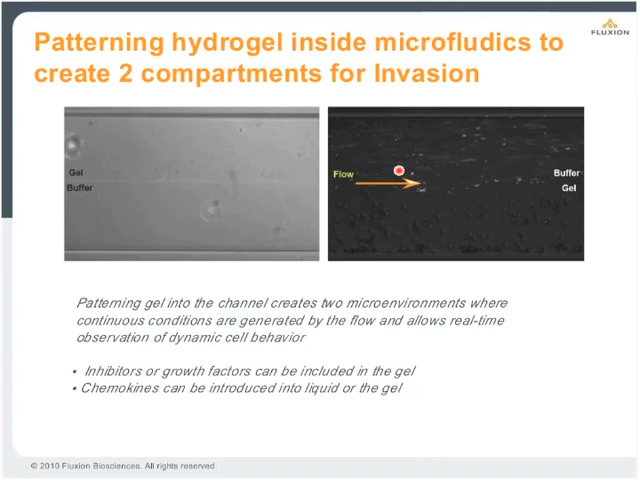 FLUXION
Patterning hydrogel inside microfludics to
create 2 compartments for Invasion
Gel
Buffer
Flow
Buffer
Gel
Patterning gel into the channel creates two microenvironments where
continuous conditions are generated by the flow and allows real-time
observation of dynamic cell behavior
• Inhibitors or growth factors can be included in the gel
• Chemokines can be introduced into liquid or the gel
© 2010 Fluxion Biosciences. All rights reserved.